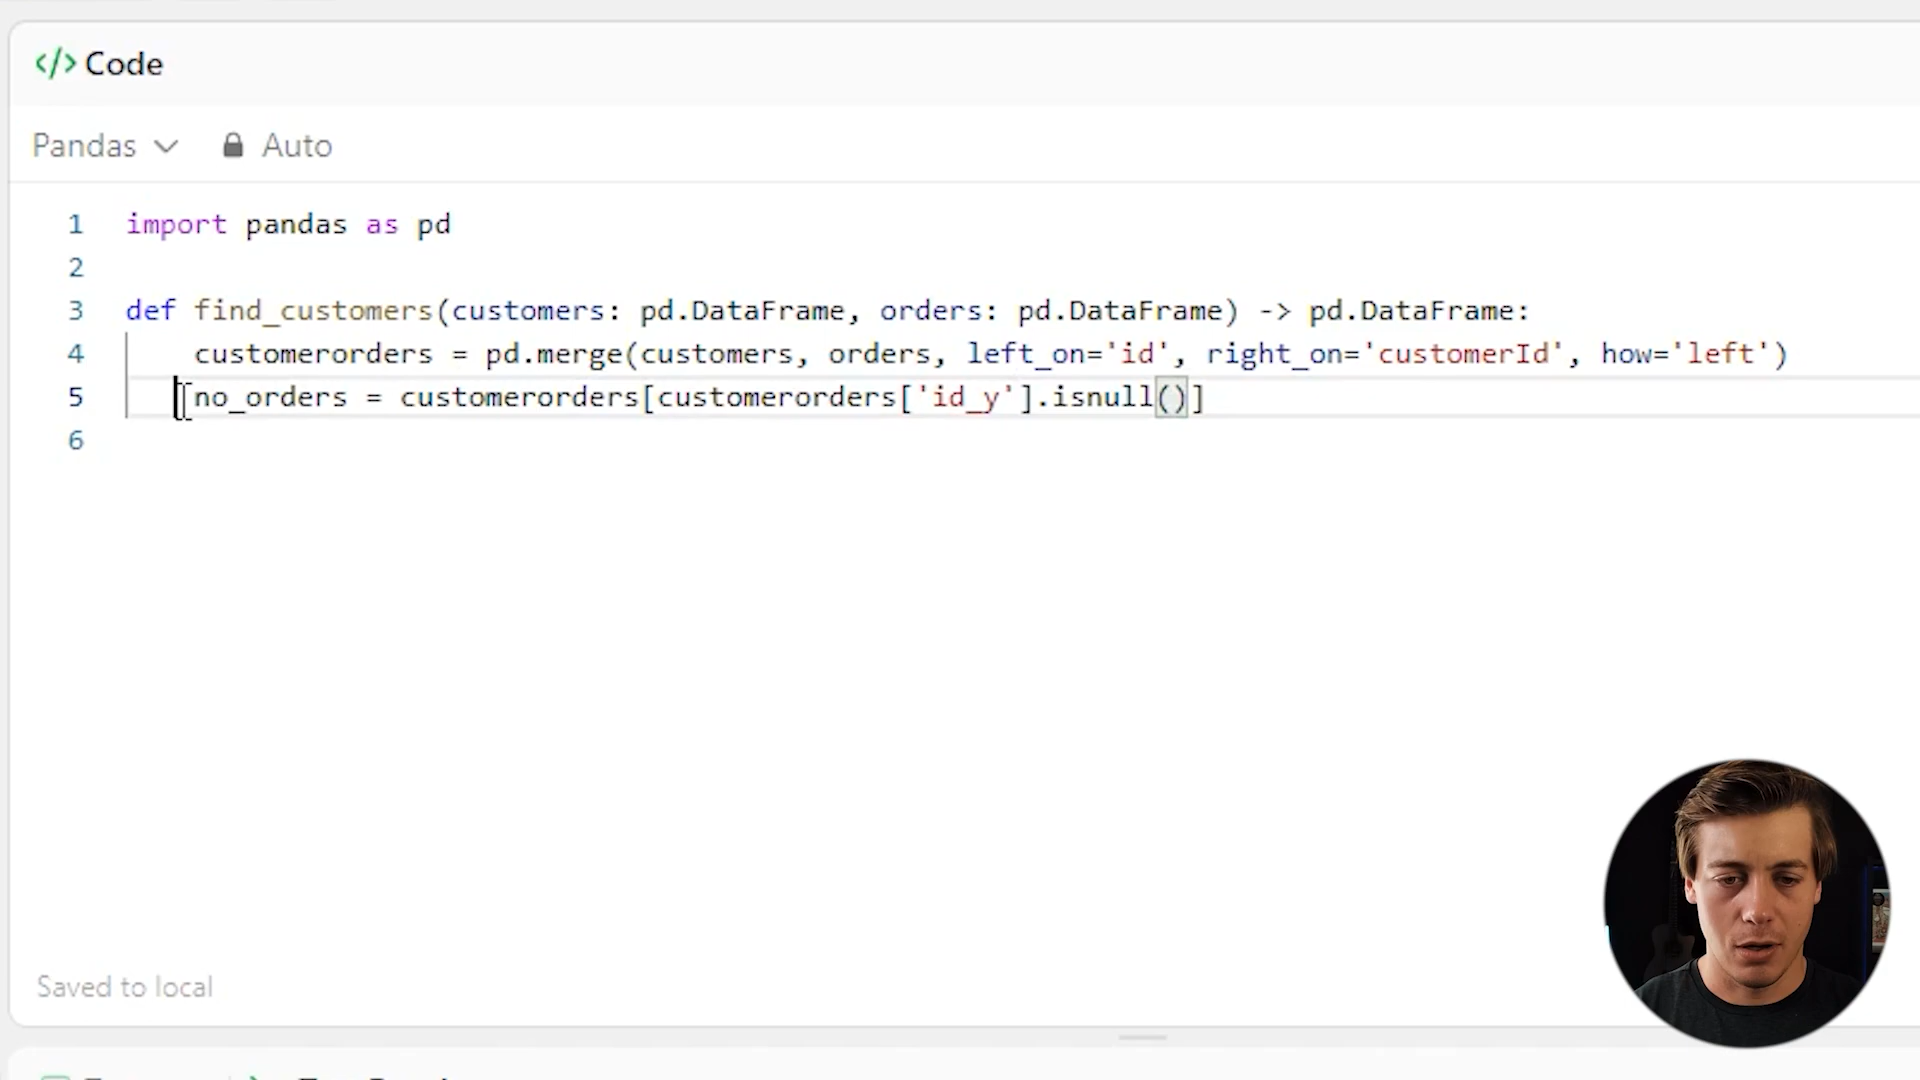 </> Code
Pandas Auto
1 import pandas as pd
2
3 def find_customers(customers: pd.DataFrame, orders: pd.DataFrame) -> pd.DataFrame:
4 customerorders = pd.merge(customers, orders, left_on='id', right_on='customerId', how='left')
5 no_orders = customerorders[customerorders['id_y'].isnull()]
6
Saved to local